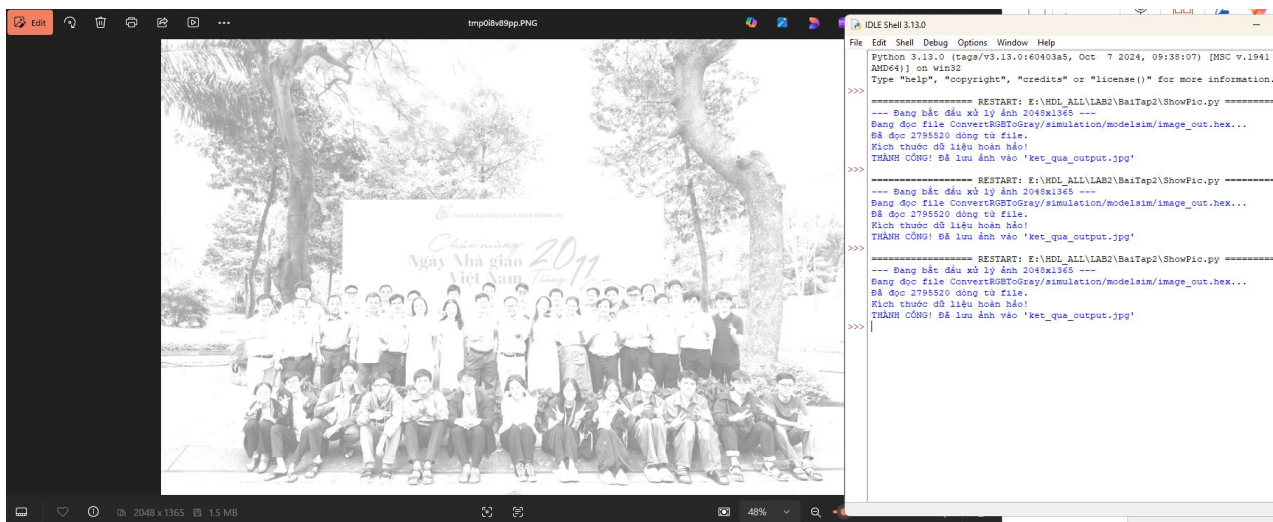 Edit
tmp0i8v89pp.PNG
TRƯỜNG ĐẠI HỌC CÔNG NGHỆ THÔNG TIN
Chúc mừng
Ngày Nhà giáo
Việt Nam
20
11
Tháng
2048 x 1365 1.5 MB
48%
IDLE Shell 3.13.0
File Edit Shell Debug Options Window Help
Python 3.13.0 (tags/v3.13.0:60403a5, Oct 7 2024, 09:38:07) [MSC v.1941
AMD64)] on win32
Type "help", "copyright", "credits" or "license()" for more information.
>>>
================== RESTART: E:\HDL_ALL\LAB2\BaiTap2\ShowPic.py =========
--- Đang bắt đầu xử lý ảnh 2048x1365 ---
Đang đọc file ConvertRGBToGray/simulation/modelsim/image_out.hex...
Đã đọc 2795520 dòng từ file.
Kích thước dữ liệu hoàn hảo!
THÀNH CÔNG! Đã lưu ảnh vào 'ket_qua_output.jpg'
>>>
================== RESTART: E:\HDL_ALL\LAB2\BaiTap2\ShowPic.py =========
--- Đang bắt đầu xử lý ảnh 2048x1365 ---
Đang đọc file ConvertRGBToGray/simulation/modelsim/image_out.hex...
Đã đọc 2795520 dòng từ file.
Kích thước dữ liệu hoàn hảo!
THÀNH CÔNG! Đã lưu ảnh vào 'ket_qua_output.jpg'
>>>
================== RESTART: E:\HDL_ALL\LAB2\BaiTap2\ShowPic.py =========
--- Đang bắt đầu xử lý ảnh 2048x1365 ---
Đang đọc file ConvertRGBToGray/simulation/modelsim/image_out.hex...
Đã đọc 2795520 dòng từ file.
Kích thước dữ liệu hoàn hảo!
THÀNH CÔNG! Đã lưu ảnh vào 'ket_qua_output.jpg'
>>>